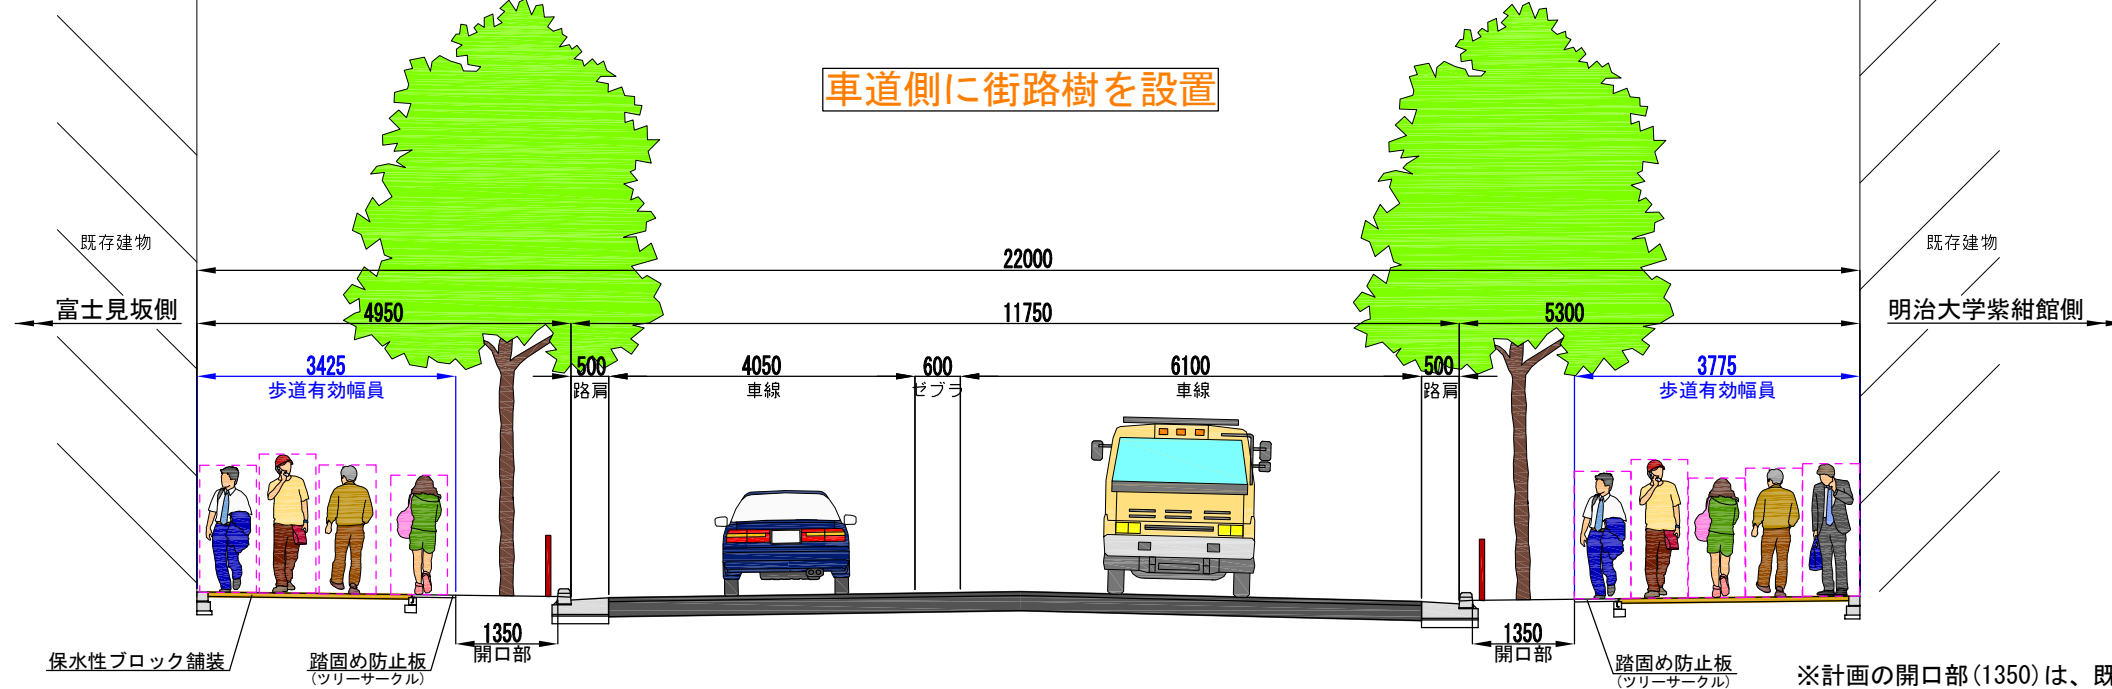 車道側に街路樹を設置
既存建物
既存建物
22000
富士見坂側
4950
11750
5300
明治大学紫紺館側
3425
歩道有効幅員
500
路肩
4050
車線
600
ゼブラ
6100
車線
500
路肩
3775
歩道有効幅員
1350
開口部
1350
開口部
保水性ブロック舗装
踏固め防止板
(ツリーサークル)
踏固め防止板
(ツリーサークル)
※計画の開口部(1350)は、既